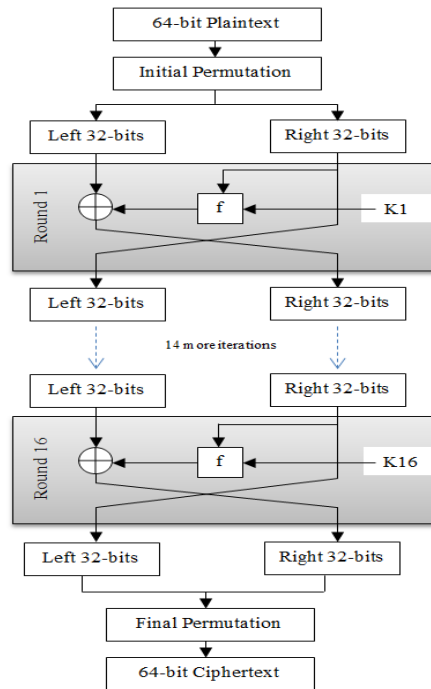 64-bit Plaintext
Initial Permutation
Left 32-bits
Right 32-bits
Round 1
f
K1
Left 32-bits
Right 32-bits
14 more iterations
Left 32-bits
Right 32-bits
Round 16
f
K16
Left 32-bits
Right 32-bits
Final Permutation
64-bit Ciphertext